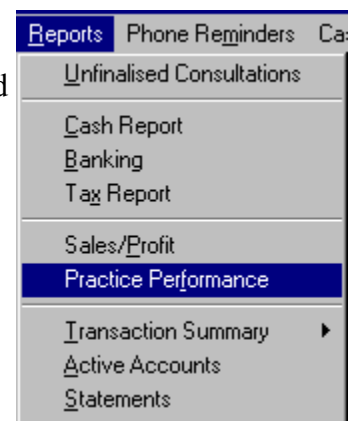 Reports Phone Reminders
Unfinalised Consultations
d
Cash Report
Banking
Tax Report
Sales/Profit
Practice Performance
Transaction Summary
Active Accounts
Statements